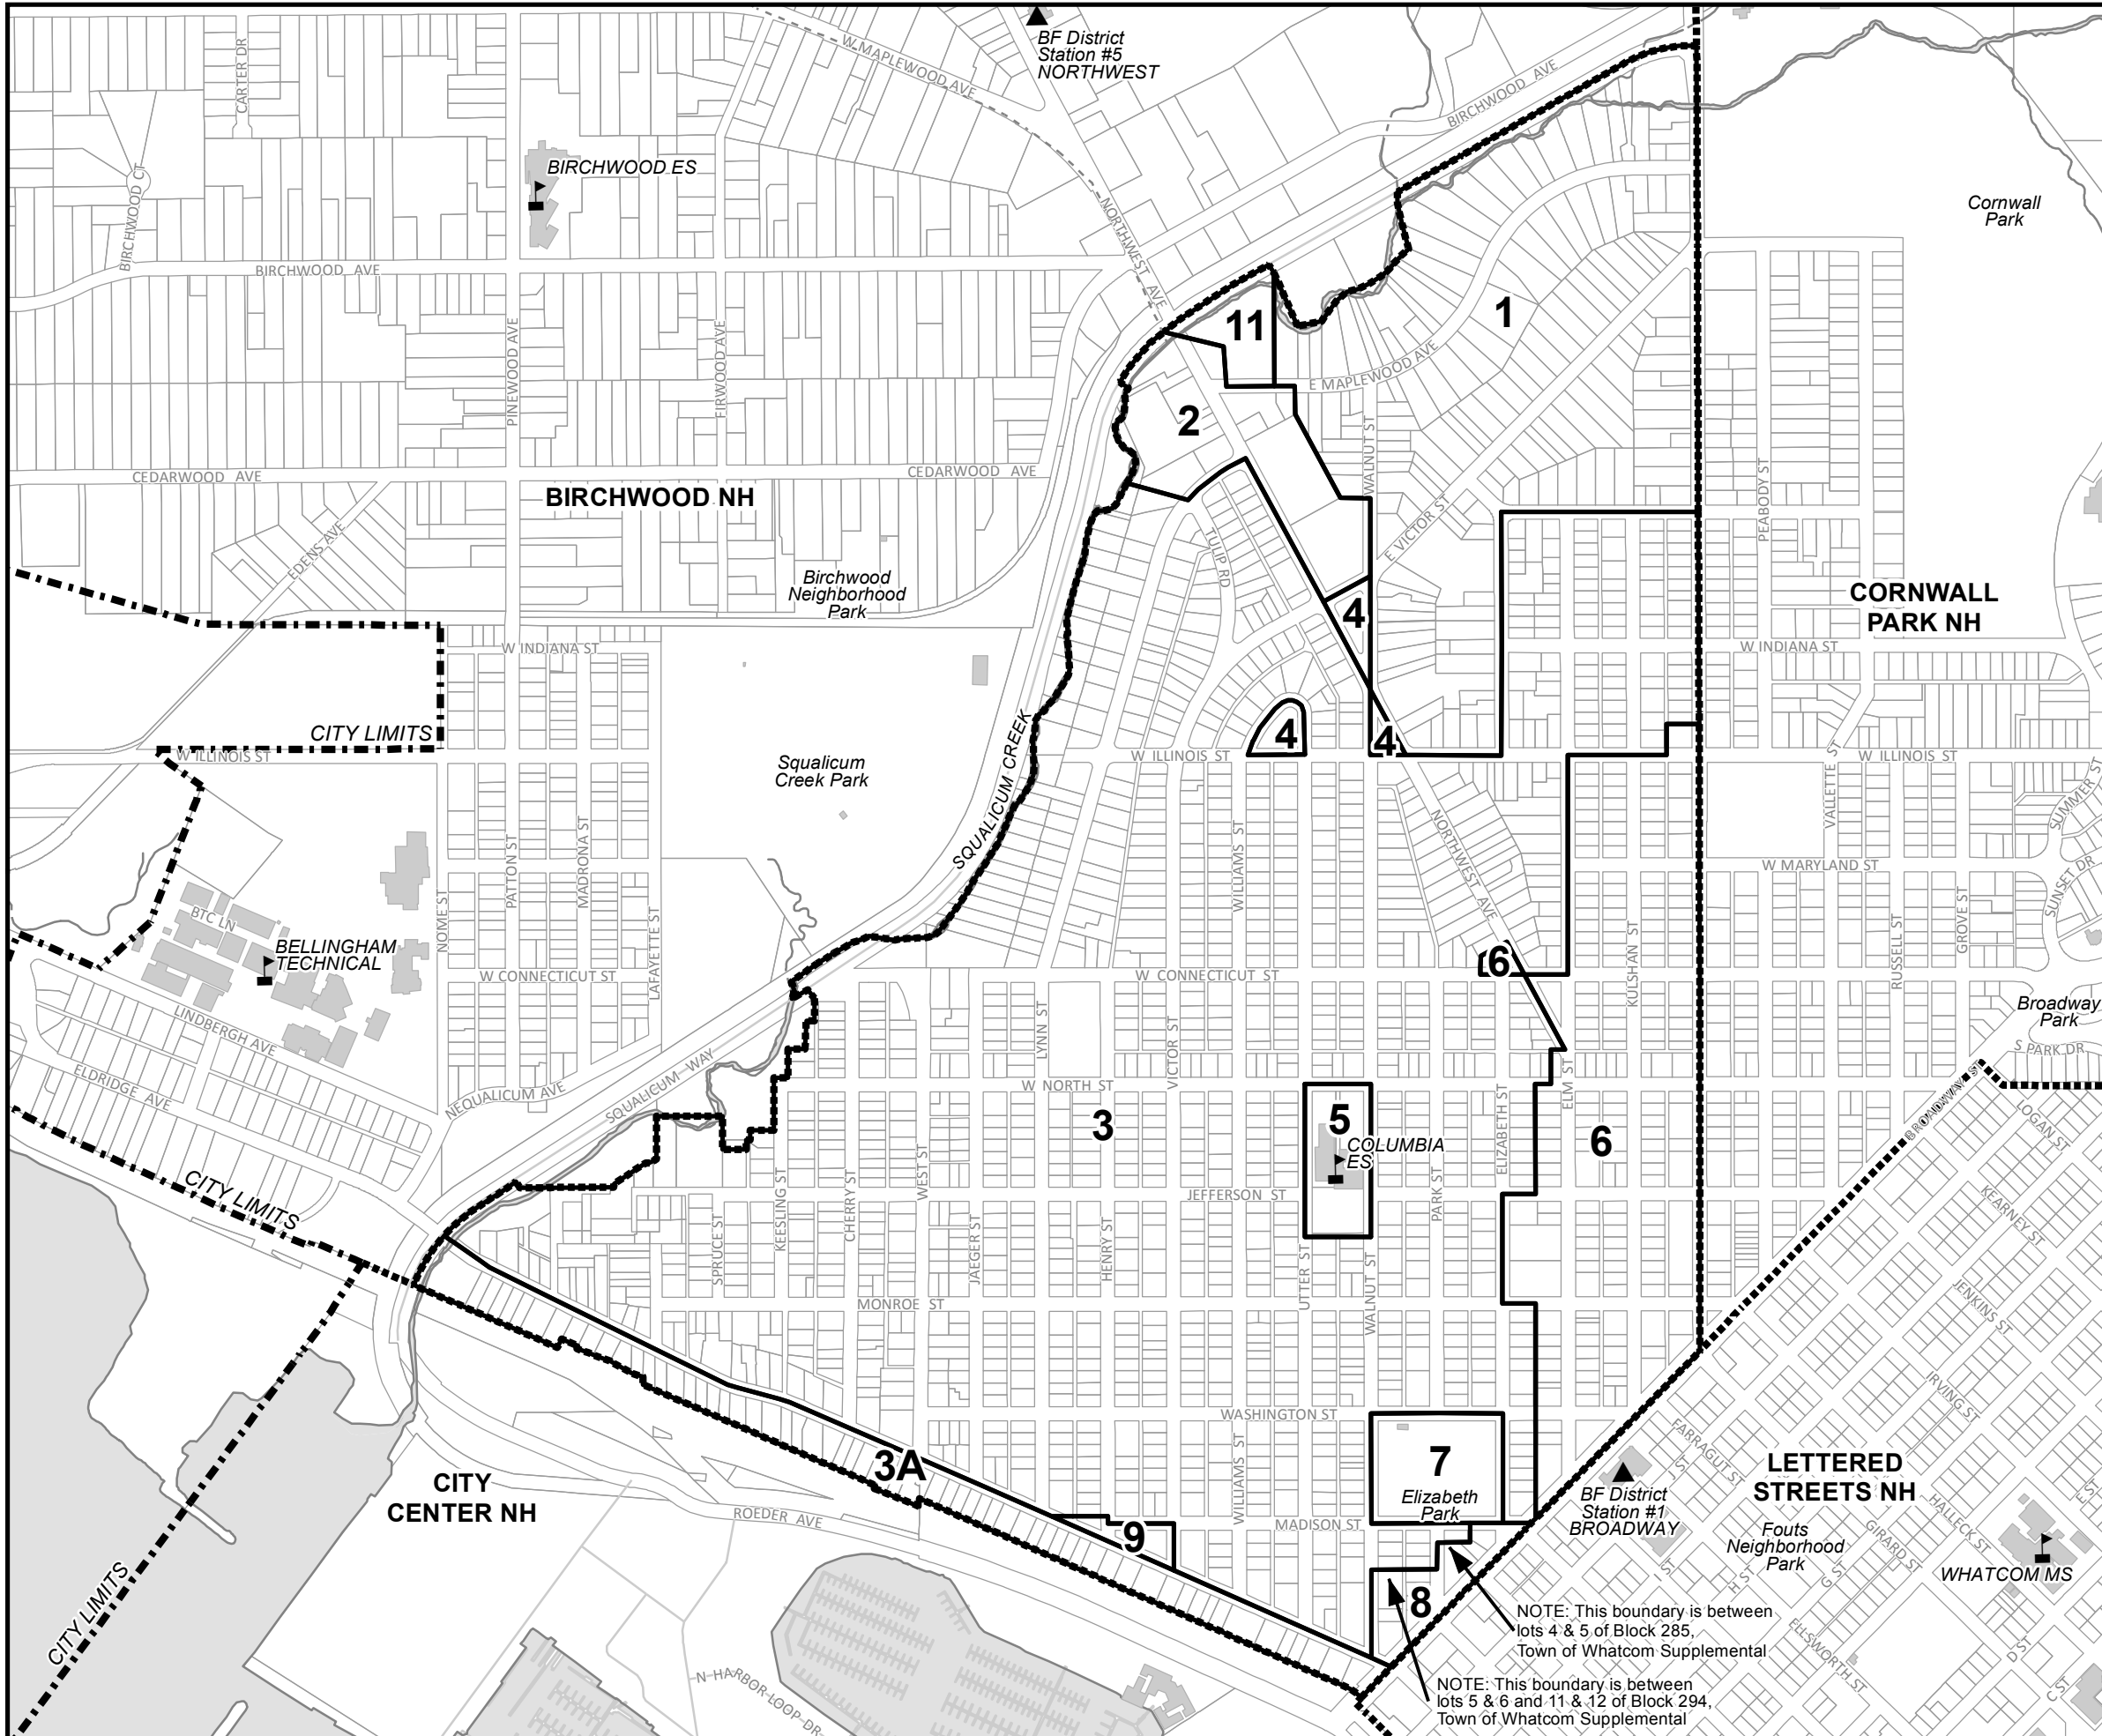 BF District
Station #5
NORTHWEST
W MAPLEWOOD AVE
CARTER DR
BIRCHWOOD AVE
BIRCHWOOD ES
BIRCHWOOD CT
NORTHWEST AVE
Cornwall
Park
BIRCHWOOD AVE
1
11
PINEWOOD AVE
FIRWOOD AVE
E MAPLEWOOD AVE
2
WALNUT ST
CEDARWOOD AVE
CEDARWOOD AVE
BIRCHWOOD NH
PEABODY ST
E VICTOR ST
EDENS AVE
TULIP RD
Birchwood
Neighborhood
Park
4
CORNWALL
PARK NH
W INDIANA ST
W INDIANA ST
CITY LIMITS
4
4
W ILLINOIS ST
W ILLINOIS ST
W ILLINOIS ST
Squalicum
Creek Park
SQUALICUM CREEK
VALLETTE ST
SUMMER ST
PATTON ST
MADRONA ST
WILLIAMS ST
NORTHWEST AVE
W MARYLAND ST
SUNSET DR
BTC LN
NOME ST
LAFAYETTE ST
KULSHAN ST
RUSSELL ST
GROVE ST
BELLINGHAM
TECHNICAL
6
W CONNECTICUT ST
W CONNECTICUT ST
Broadway
Park
LINDBERGH AVE
LYNN ST
VICTOR ST
S PARK DR
ELDRIDGE AVE
NEQUALICUM AVE
SQUALICUM WAY
W NORTH ST
ELIZABETH ST
ELM ST
BROADWAY ST
LOGAN ST
3
5
COLUMBIA
ES
6
CITY LIMITS
SPRUCE ST
KEESLING ST
CHERRY ST
WEST ST
JEFFERSON ST
PARK ST
KEARNEY ST
JAEGER ST
HENRY ST
UTTER ST
WALNUT ST
MONROE ST
JENKINS ST
IRVING ST
WASHINGTON ST
3A
WILLIAMS ST
7
Elizabeth
Park
FARRAGUT ST
J ST
LETTERED
STREETS NH
CITY
CENTER NH
BF District
Station #1
BROADWAY
HALLECK ST
E ST
ROEDER AVE
9
MADISON ST
Fouts
Neighborhood
Park
GIRARD ST
WHATCOM MS
H ST
G ST
CITY LIMITS
8
NOTE: This boundary is between
lots 4 & 5 of Block 285,
Town of Whatcom Supplemental
ELLSWORTH ST
D ST
N HARBOR LOOP DR
NOTE: This boundary is between
lots 5 & 6 and 11 & 12 of Block 294,
Town of Whatcom Supplemental
C ST